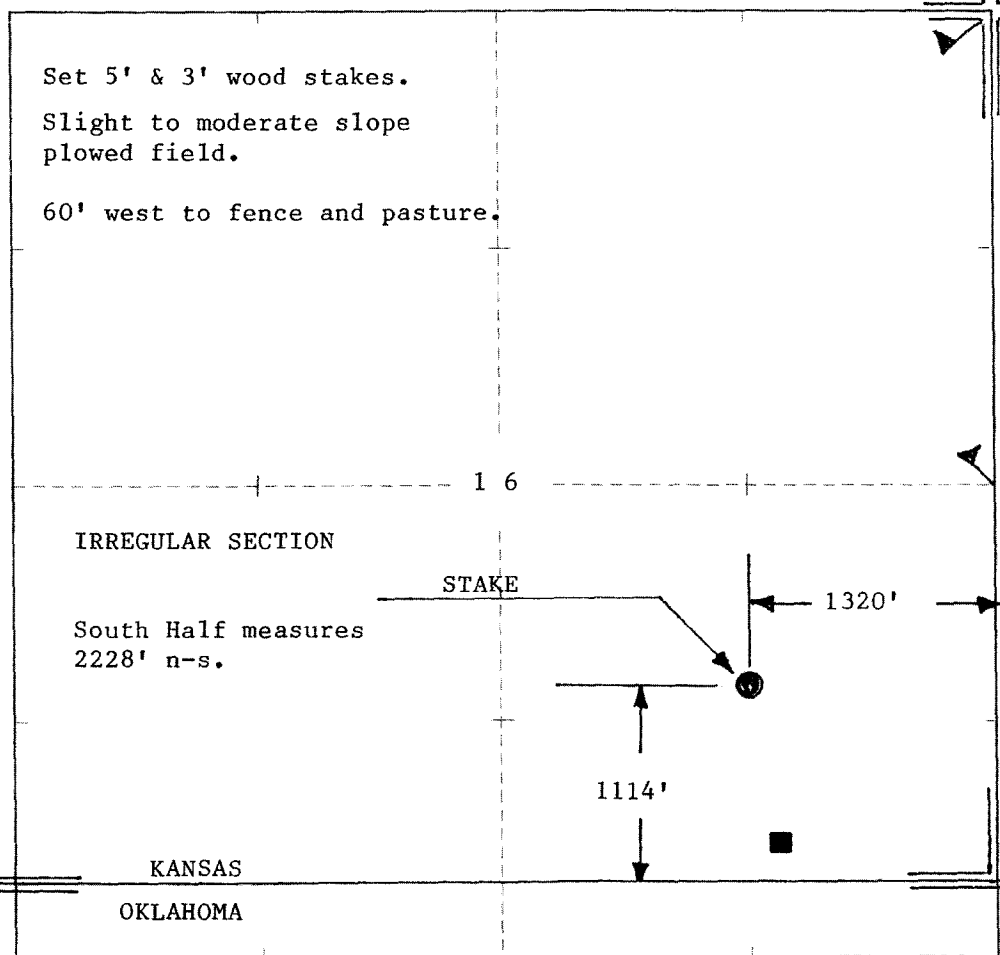 Set 5' & 3' wood stakes.
Slight to moderate slope
plowed field.
60' west to fence and pasture.
1 6
IRREGULAR SECTION
STAKE
1320'
South Half measures
2228' n-s.
1114'
KANSAS
OKLAHOMA